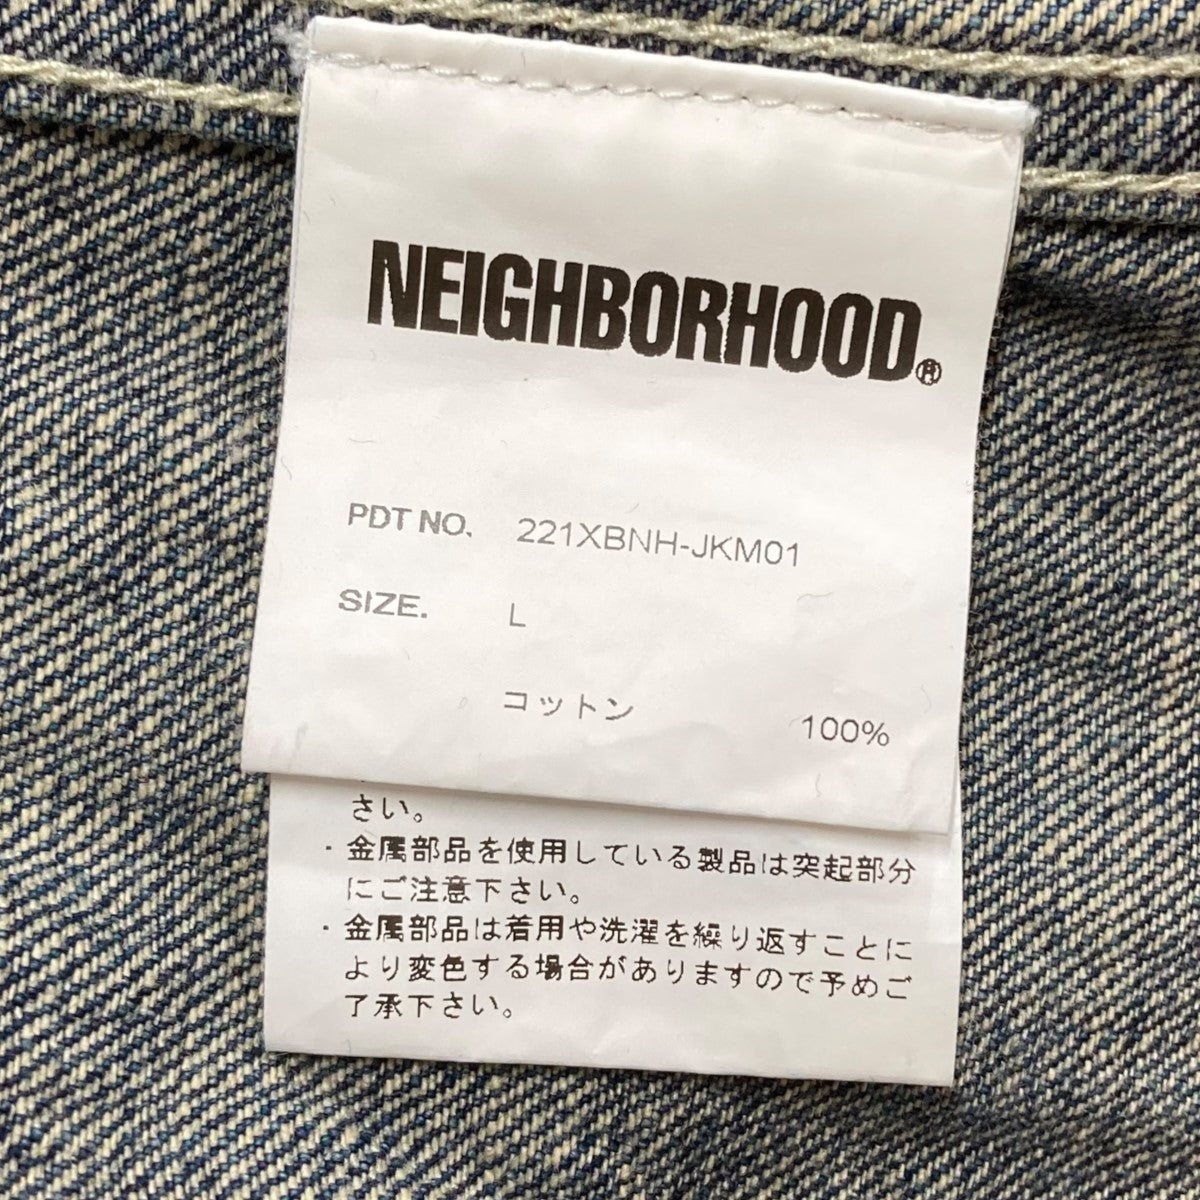 NEIGHBORHOOD®
PDT NO. 221XBNH-JKM01
SIZE. L
コットン 100%
さい。
・金属部品を使用している製品は突起部分
にご注意下さい。
・金属部品は着用や洗濯を繰り返すことに
より変色する場合がありますので予めご
了承下さい。